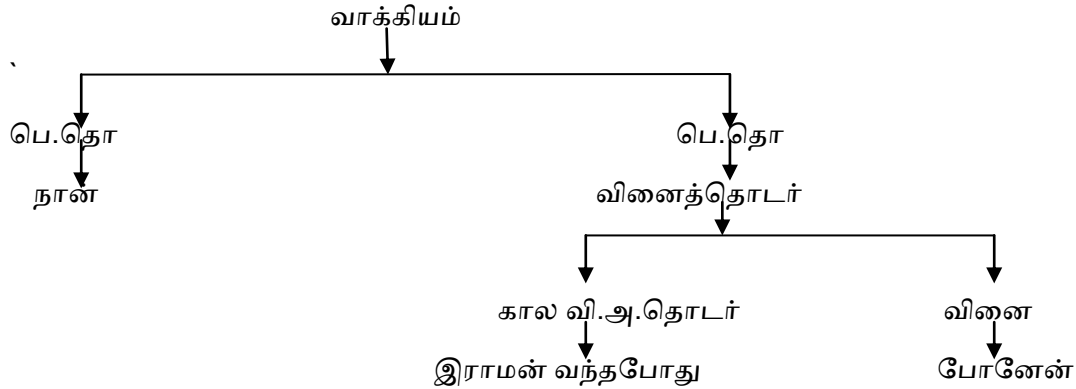 வாக்கியம்
`
பெ.தொ பெ.தொ
நான் வினைத்தொடர்
கால வி.அ.தொடர் வினை
இராமன் வந்தபோது போனேன்